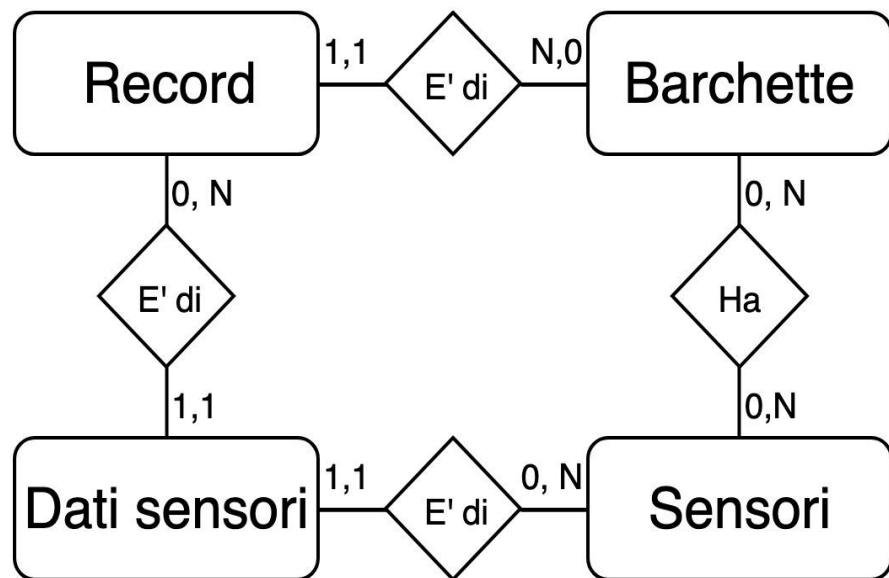 Record
1,1
E' di
N,0
Barchette
0, N
0, N
E' di
Ha
1,1
0,N
Dati sensori
1,1
E' di
0, N
Sensori